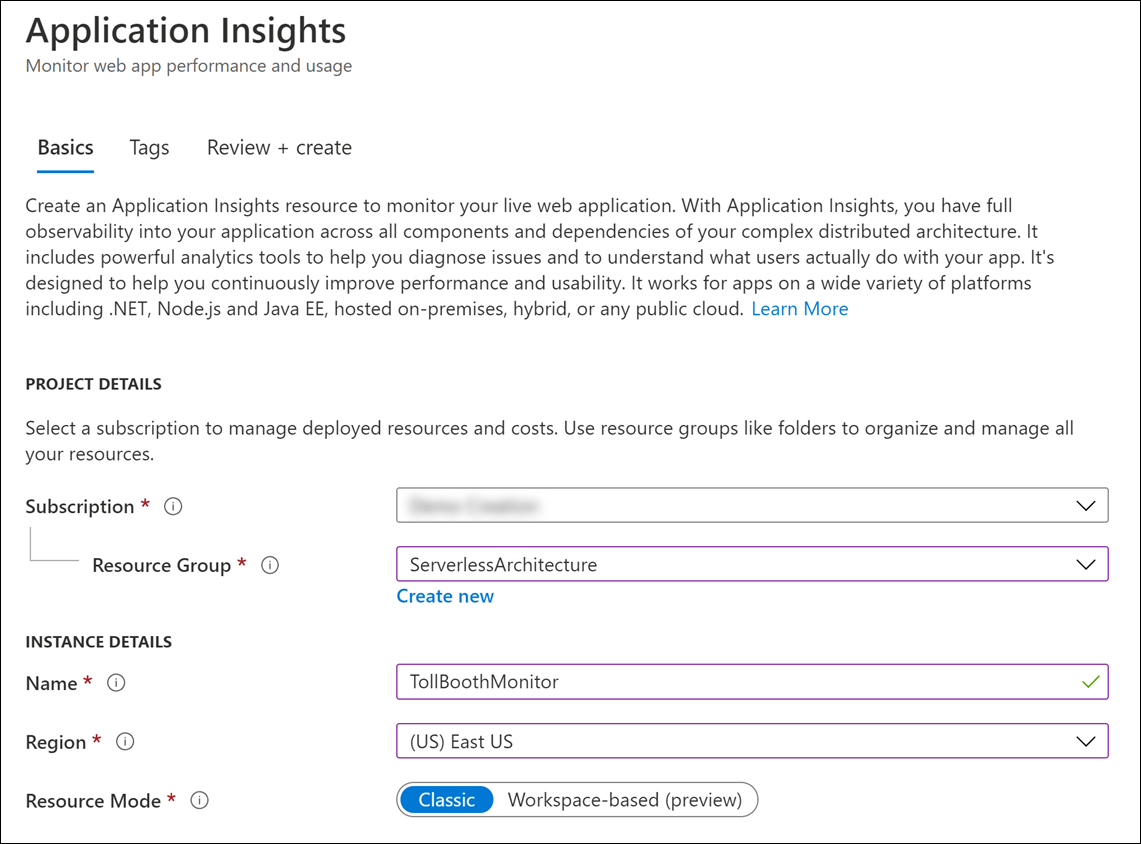 Application Insights
Monitor web app performance and usage
Basics Tags Review + create
Create an Application Insights resource to monitor your live web application. With Application Insights, you have full
observability into your application across all components and dependencies of your complex distributed architecture. It
includes powerful analytics tools to help you diagnose issues and to understand what users actually do with your app. It's
designed to help you continuously improve performance and usability. It works for apps on a wide variety of platforms
including .NET, Node.js and Java EE, hosted on-premises, hybrid, or any public cloud. Learn More
PROJECT DETAILS
Select a subscription to manage deployed resources and costs. Use resource groups like folders to organize and manage all
your resources.
Subscription *
Resource Group * ServerlessArchitecture
Create new
INSTANCE DETAILS
Name * TollBoothMonitor
Region * (US) East US
Resource Mode * Classic Workspace-based (preview)